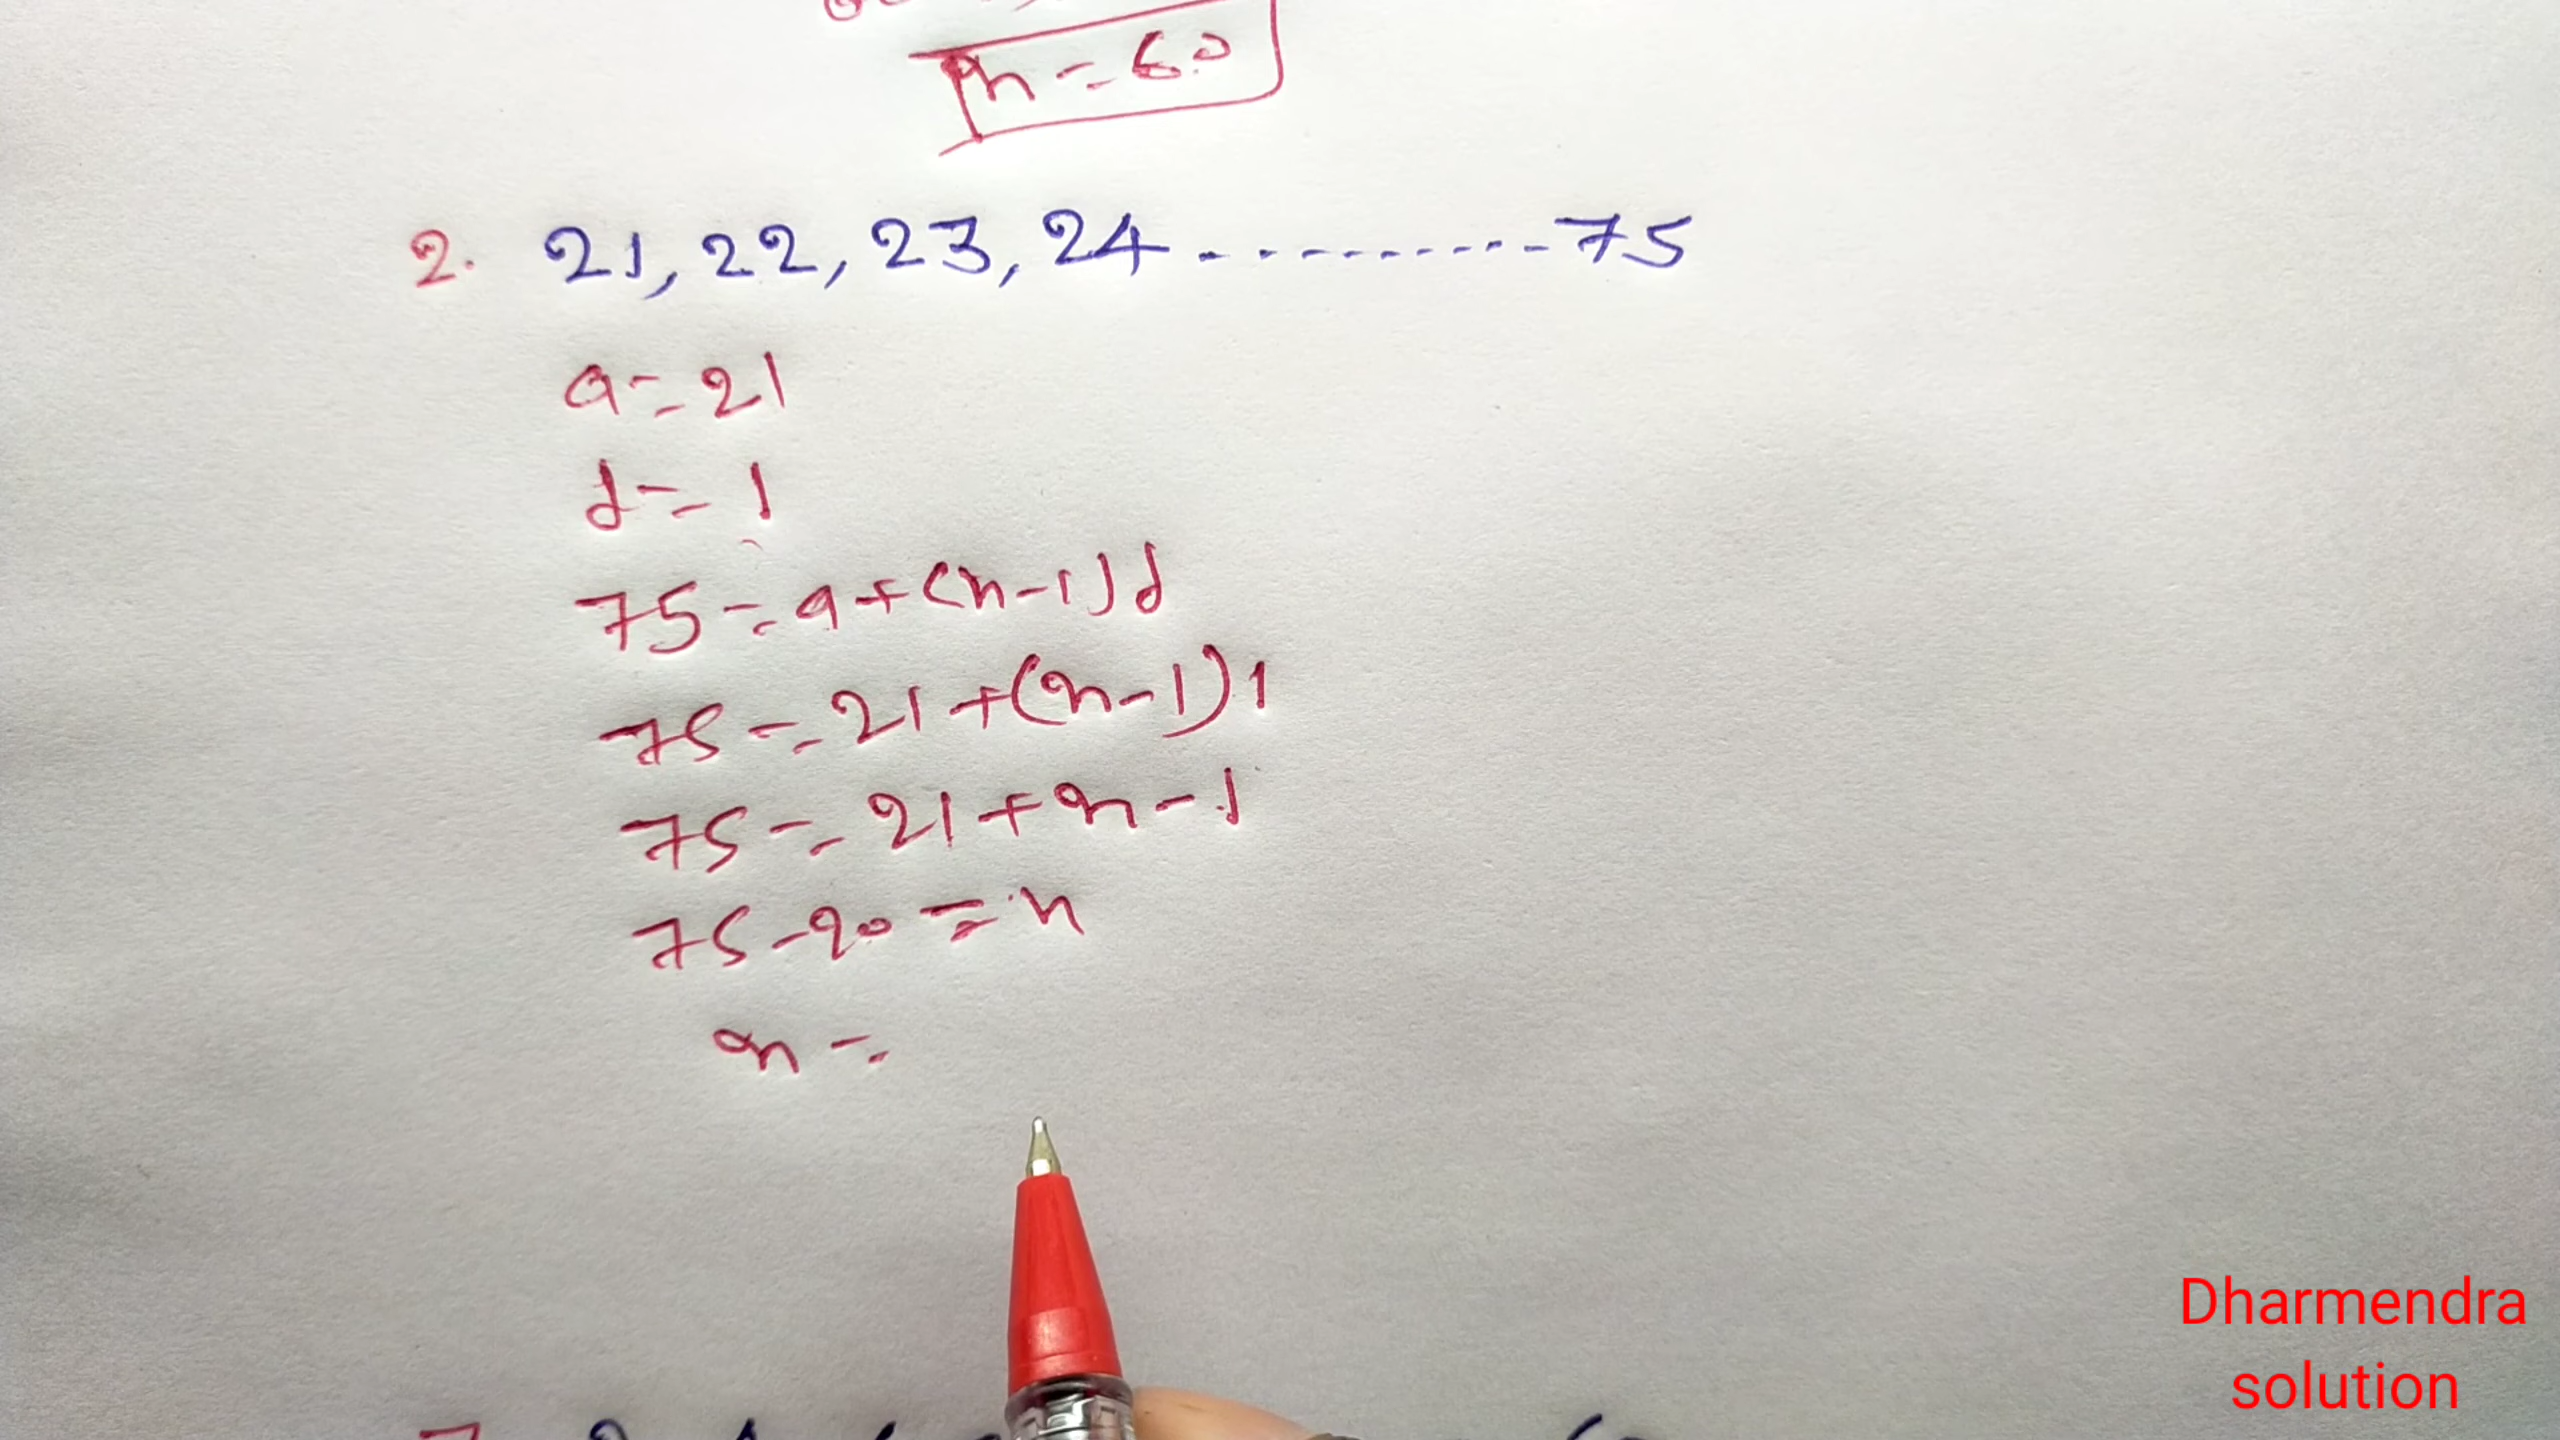 n = 60
2. 21, 22, 23, 24 ---------- 75
a = 21
d = 1
75 = a + (n-1) d
75 = 21 + (n-1) 1
75 = 21 + n - 1
75 - 20 = n
n =
Dharmendra
solution